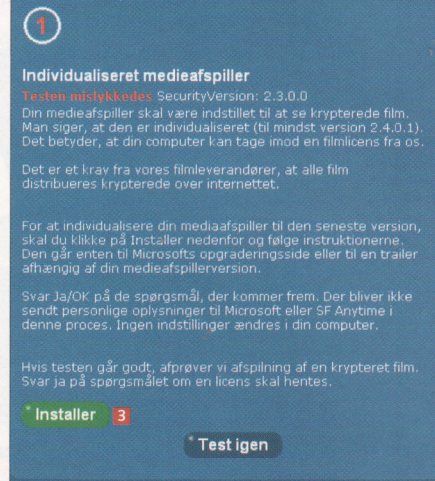 1
Individualiseret medieafspiller
Testen mislykkedes SecurityVersion: 2.3.0.0
Din medieafspiller skal være indstillet til at se krypterede film.
Man siger, at den er individualiseret (til mindst version 2.4.0.1).
Det betyder, at din computer kan tage imod en filmlicens fra os.
Det er et krav fra vores filmleverandører, at alle film
distribueres krypterede over internettet.
For at individualisere din mediaafspiller til den seneste version,
skal du klikke på Installer nedenfor og følge instruktionerne.
Den går enten til Microsofts opgraderingsside eller til en trailer
afhængig af din medieafspillerversion.
Svar Ja/OK på de spørgsmål, der kommer frem. Der bliver ikke
sendt personlige oplysninger til Microsoft eller SF Anytime i
denne proces. Ingen indstillinger ændres i din computer.
Hvis testen går godt, afprøver vi afspilning af en krypteret film.
Svar ja på spørgsmålet om en licens skal hentes.
Installer 3
Test igen